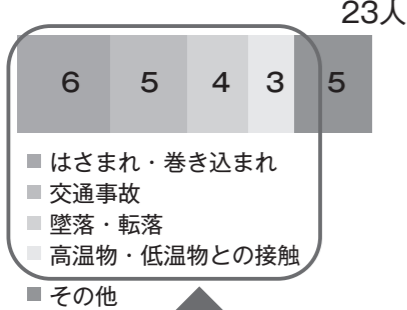 23人
6 5 4 3 5
はさまれ・巻き込まれ
交通事故
墜落・転落
高温物・低温物との接触
その他